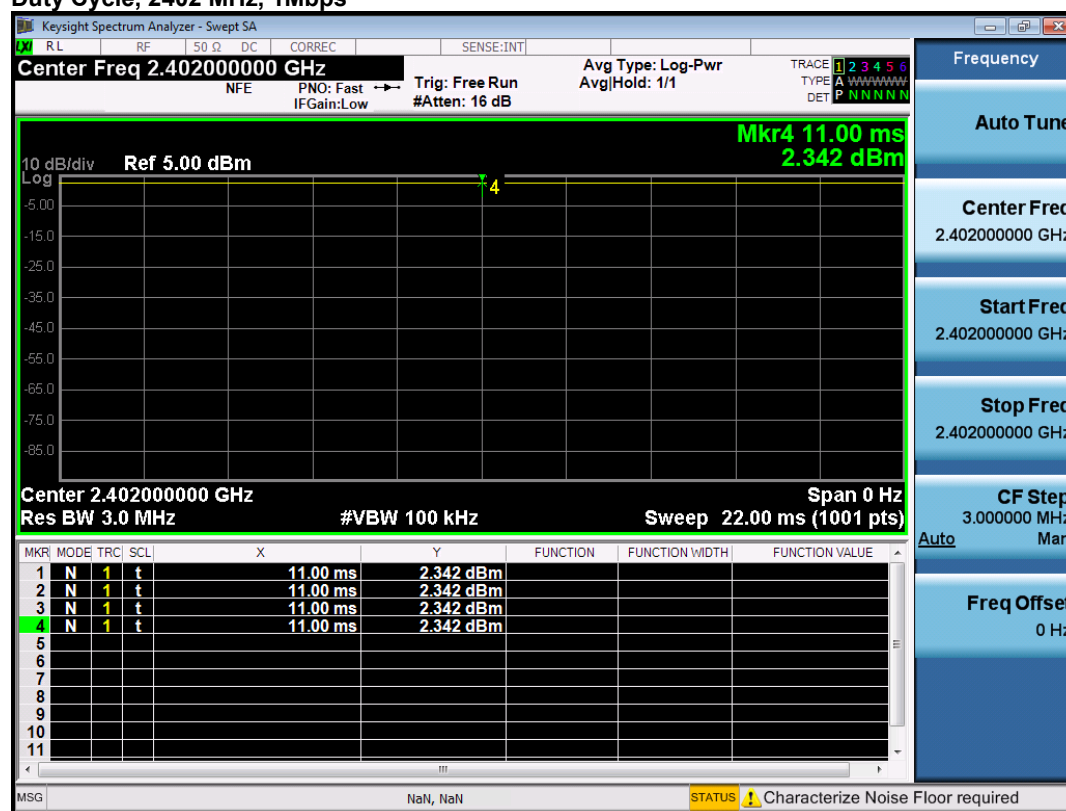 Duty Cycle, 2402 MHz, 1Mbps
Keysight Spectrum Analyzer - Swept SA
LXI RL RF 50 Ω DC CORREC SENSE:INT
Center Freq 2.402000000 GHz
NFE PNO: Fast IFGain:Low
Trig: Free Run
#Atten: 16 dB
Avg Type: Log-Pwr
Avg|Hold: 1/1
TRACE 1 2 3 4 5 6
TYPE A WWWWW
DET P N N N N N
Mkr4 11.00 ms
2.342 dBm
10 dB/div Ref 5.00 dBm
Log
4
-5.00
-15.0
-25.0
-35.0
-45.0
-55.0
-65.0
-75.0
-85.0
Center 2.402000000 GHz Span 0 Hz
Res BW 3.0 MHz #VBW 100 kHz Sweep 22.00 ms (1001 pts)
MKR MODE TRC SCL X Y FUNCTION FUNCTION WIDTH FUNCTION VALUE
1 N 1 t 11.00 ms 2.342 dBm
2 N 1 t 11.00 ms 2.342 dBm
3 N 1 t 11.00 ms 2.342 dBm
4 N 1 t 11.00 ms 2.342 dBm
5
6
7
8
9
10
11
MSG NaN, NaN STATUS Characterize Noise Floor required
Frequency
Auto Tune
Center Freq
2.402000000 GHz
Start Freq
2.402000000 GHz
Stop Freq
2.402000000 GHz
CF Step
3.000000 MHz
Auto Man
Freq Offset
0 Hz